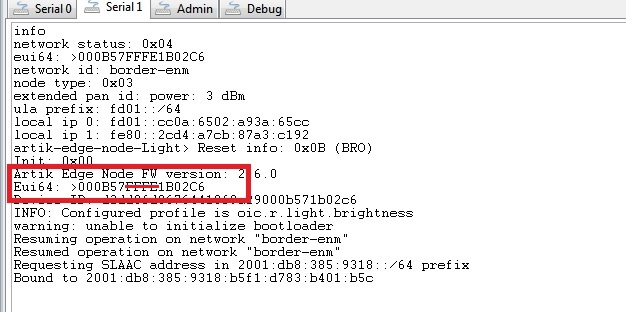 Serial 0
Serial 1
Admin
Debug
info
network status: 0x04
eui64: >000B57FFFE1B02C6
network id: border-enm
node type: 0x03
extended pan id: power: 3 dBm
ula prefix: fd01::/64
local ip 0: fd01::cc0a:6502:a93a:65cc
local ip 1: fe80::2cd4:a7cb:87a3:c192
artik-edge-node-Light> Reset info: 0x0B (BRO)
Init: 0x00
Artik Edge Node FW version: 2.6.0
Eui64: >000B57FFFE1B02C6
INFO: Configured profile is oic.r.light.brightness
warning: unable to initialize bootloader
Resuming operation on network "border-enm"
Resumed operation on network "border-enm"
Requesting SLAAC address in 2001:db8:385:9318::/64 prefix
Bound to 2001:db8:385:9318:b5f1:d783:b401:b5c